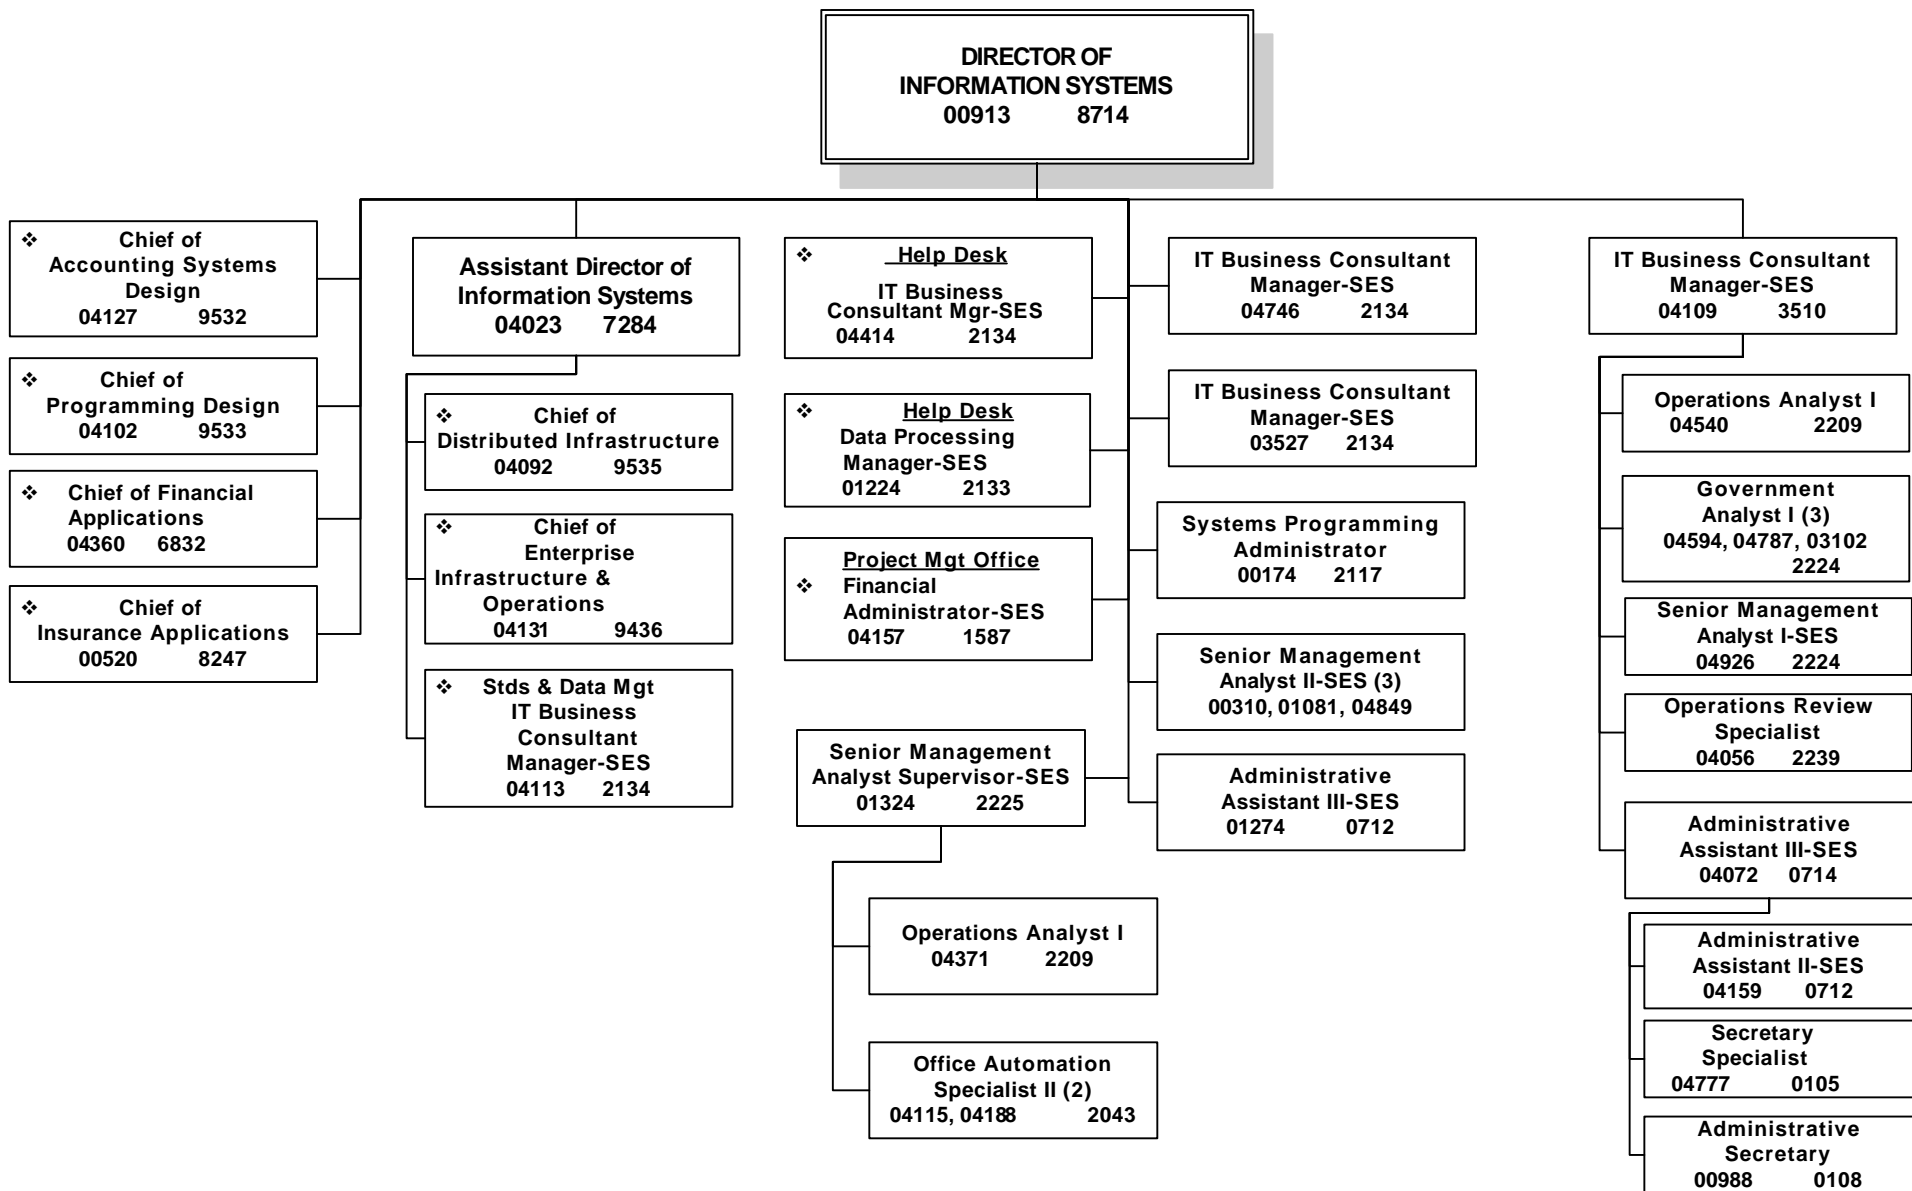 DIRECTOR OF
INFORMATION SYSTEMS
00913 8714
❖ Chief of
Accounting Systems
Design
04127 9532
❖ Chief of
Programming Design
04102 9533
❖ Chief of Financial
Applications
04360 6832
❖ Chief of
Insurance Applications
00520 8247
Assistant Director of
Information Systems
04023 7284
❖ Chief of
Distributed Infrastructure
04092 9535
❖ Chief of
Enterprise
Infrastructure &
Operations
04131 9436
❖ Stds & Data Mgt
IT Business
Consultant
Manager-SES
04113 2134
❖ Help Desk
IT Business
Consultant Mgr-SES
04414 2134
❖ Help Desk
Data Processing
Manager-SES
01224 2133
Project Mgt Office
❖ Financial
Administrator-SES
04157 1587
Senior Management
Analyst Supervisor-SES
01324 2225
Operations Analyst I
04371 2209
Office Automation
Specialist II (2)
04115, 04188 2043
IT Business Consultant
Manager-SES
04746 2134
IT Business Consultant
Manager-SES
03527 2134
Systems Programming
Administrator
00174 2117
Senior Management
Analyst II-SES (3)
00310, 01081, 04849
Administrative
Assistant III-SES
01274 0712
IT Business Consultant
Manager-SES
04109 3510
Operations Analyst I
04540 2209
Government
Analyst I (3)
04594, 04787, 03102
2224
Senior Management
Analyst I-SES
04926 2224
Operations Review
Specialist
04056 2239
Administrative
Assistant III-SES
04072 0714
Administrative
Assistant II-SES
04159 0712
Secretary
Specialist
04777 0105
Administrative
Secretary
00988 0108